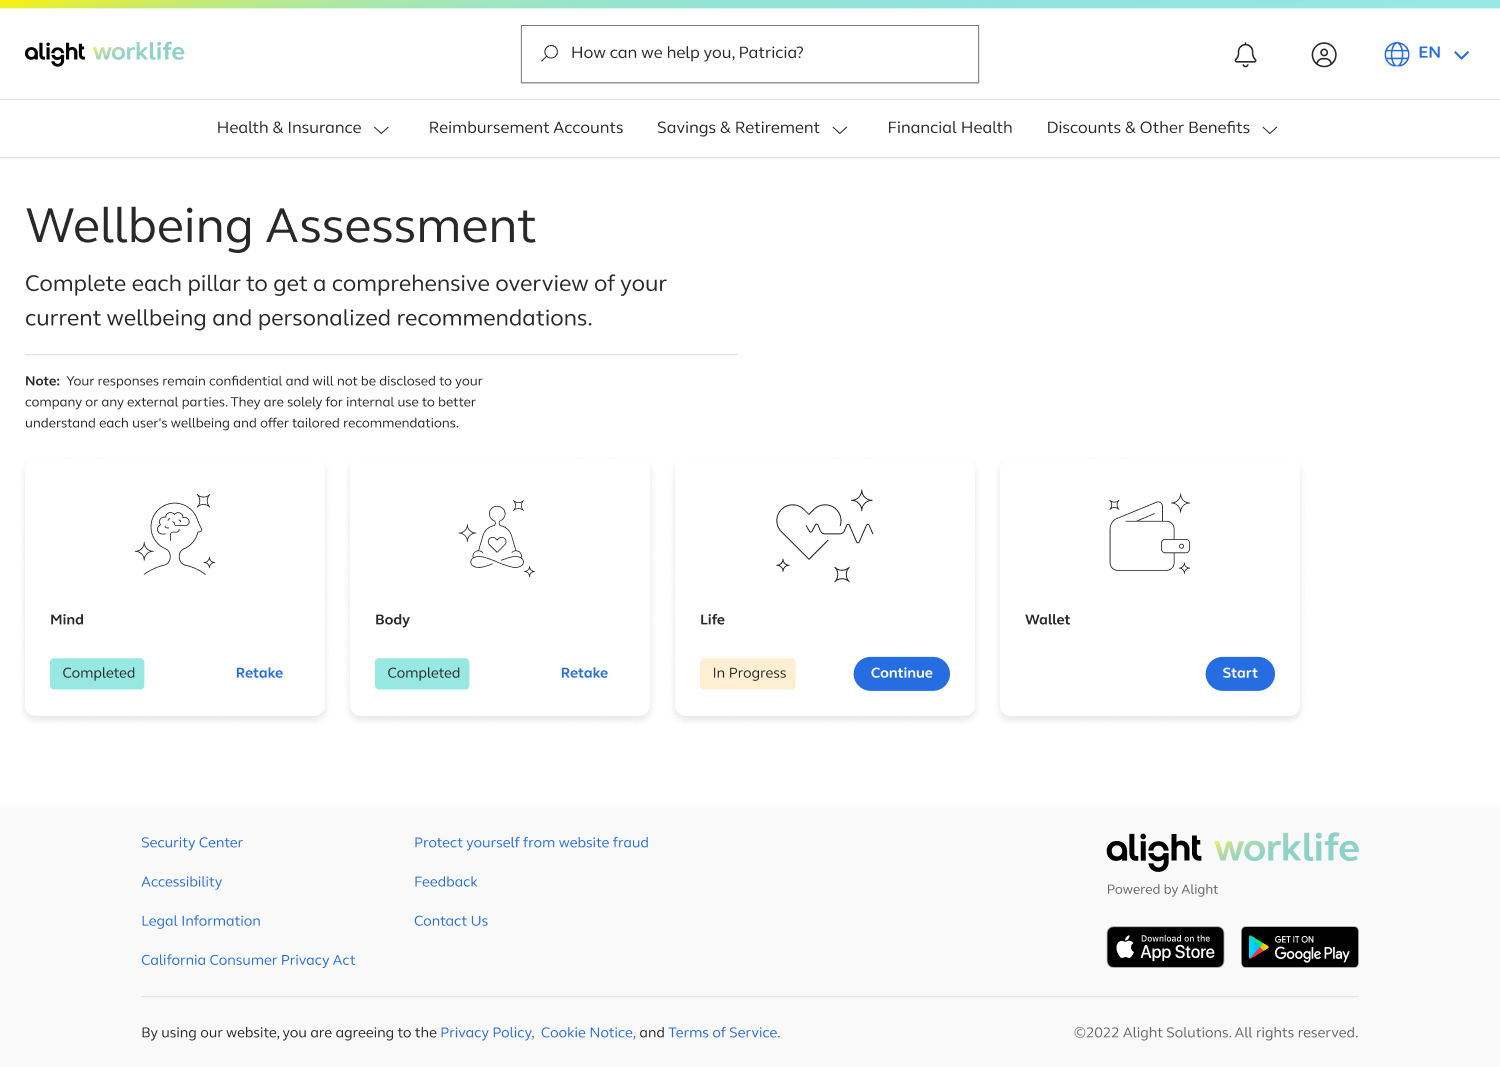 alight worklife
How can we help you, Patricia?
EN
Health & Insurance
Reimbursement Accounts
Savings & Retirement
Financial Health
Discounts & Other Benefits
Wellbeing Assessment
Complete each pillar to get a comprehensive overview of your
current wellbeing and personalized recommendations.
Note: Your responses remain confidential and will not be disclosed to your
company or any external parties. They are solely for internal use to better
understand each user's wellbeing and offer tailored recommendations.
Mind
Completed
Retake
Body
Completed
Retake
Life
In Progress
Continue
Wallet
Start
Security Center
Accessibility
Legal Information
California Consumer Privacy Act
Protect yourself from website fraud
Feedback
Contact Us
alight worklife
Powered by Alight
Download on the
App Store
GET IT ON
Google Play
By using our website, you are agreeing to the Privacy Policy, Cookie Notice, and Terms of Service.
©2022 Alight Solutions. All rights reserved.